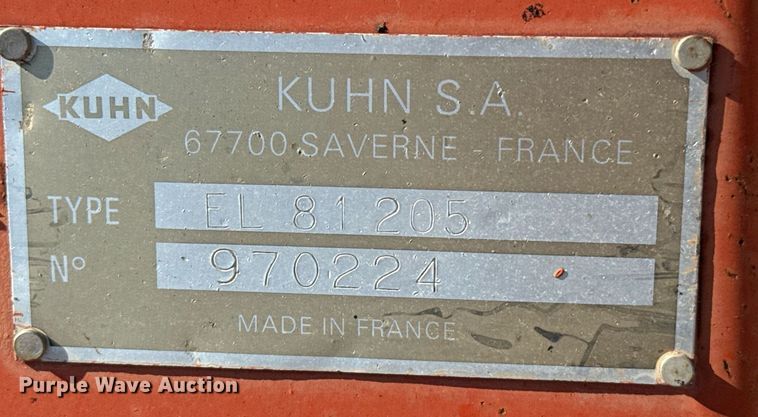 KUHN
KUHN S.A.
67700 SAVERNE - FRANCE
TYPE EL 81 205
N° 970224
MADE IN FRANCE
Purple Wave Auction